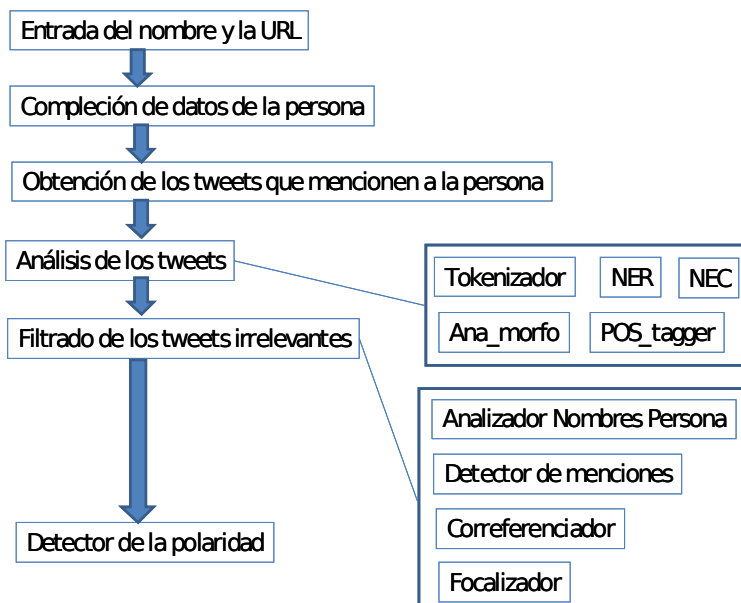 Entrada del nombre y la URL
Compleción de datos de la persona
Obtención de los tweets que mencionen a la persona
Análisis de los tweets
Tokenizador
NER
NEC
Ana_morfo
POS_tagger
Filtrado de los tweets irrelevantes
Analizador Nombres Persona
Detector de menciones
Correferenciador
Focalizador
Detector de la polaridad